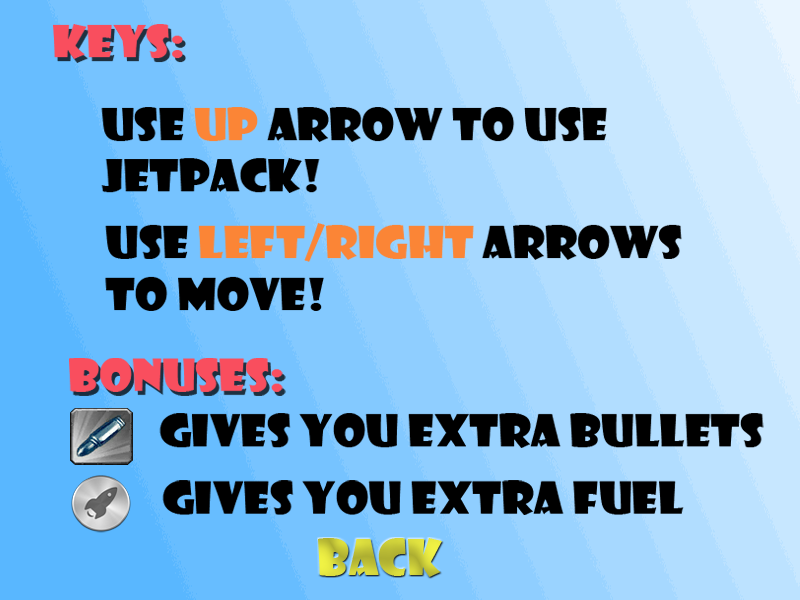 KEYS:
USE UP ARROW TO USE
JETPACK!
USE LEFT/RIGHT ARROWS
TO MOVE!
BONUSES:
GIVES YOU EXTRA BULLETS
GIVES YOU EXTRA FUEL
BACK